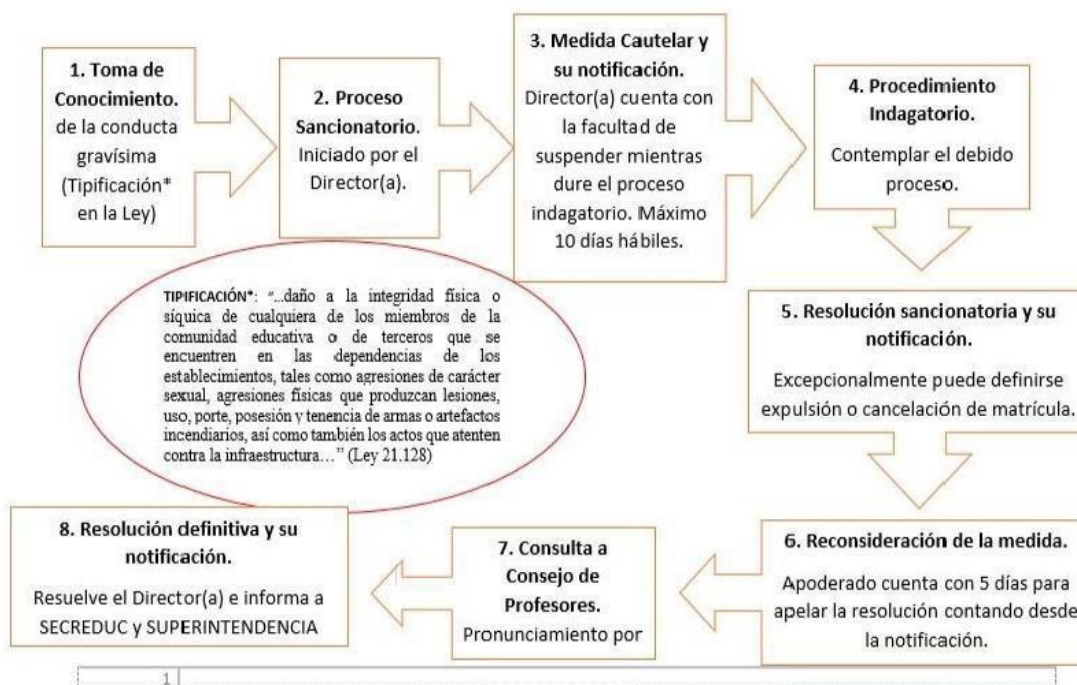 1. Toma de
Conocimiento.
de la conducta
gravísima
(Tipificación*
en la Ley)
2. Proceso
Sancionatorio.
Iniciado por el
Director(a).
3. Medida Cautelar y
su notificación.
Director(a) cuenta con
la facultad de
suspender mientras
dure el proceso
indagatorio. Máximo
10 días hábiles.
4. Procedimiento
Indagatorio.
Contemplar el debido
proceso.
TIPIFICACIÓN*: “...daño a la integridad física o
síquica de cualquiera de los miembros de la
comunidad educativa o de terceros que se
encuentren en las dependencias de los
establecimientos, tales como agresiones de carácter
sexual, agresiones físicas que produzcan lesiones,
uso, porte, posesión y tenencia de armas o artefactos
incendiarios, así como también los actos que atenten
contra la infraestructura…” (Ley 21.128)
5. Resolución sancionatoria y su
notificación.
Excepcionalmente puede definirse
expulsión o cancelación de matrícula.
6. Reconsideración de la medida.
Apoderado cuenta con 5 días para
apelar la resolución contando desde
la notificación.
7. Consulta a
Consejo de
Profesores.
Pronunciamiento por
8. Resolución definitiva y su
notificación.
Resuelve el Director(a) e informa a
SECREDUC y SUPERINTENDENCIA
1